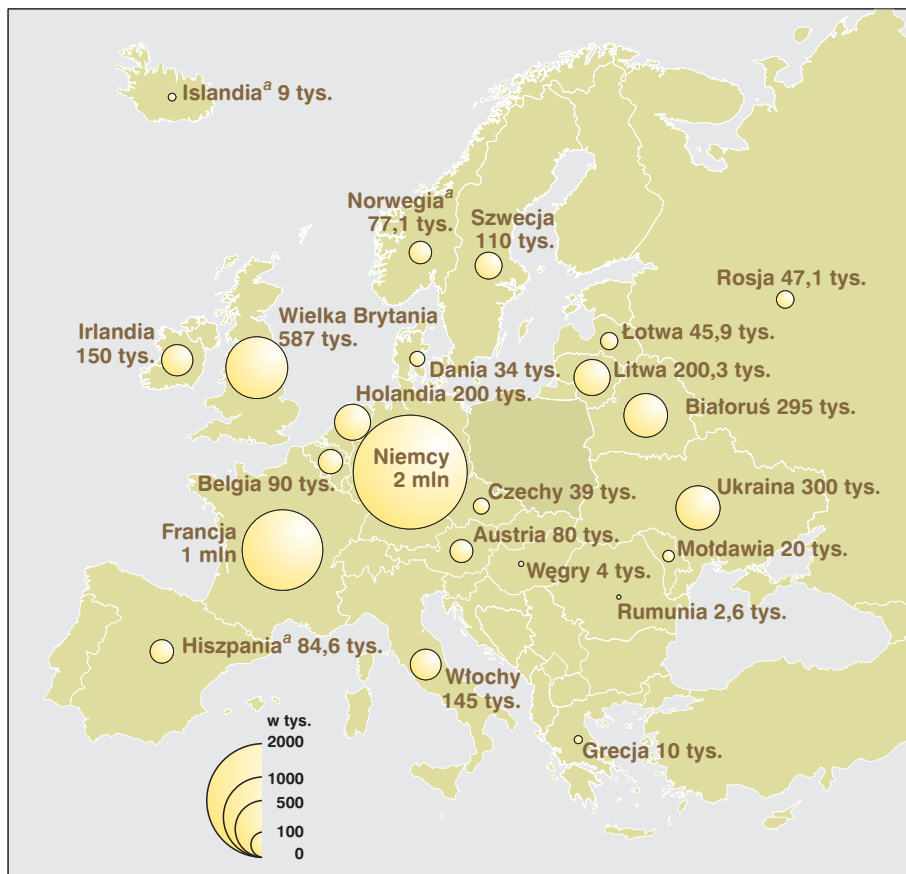 Islandiaᵃ 9 tys.
Norwegiaᵃ
77,1 tys.
Szwecja
110 tys.
Rosja 47,1 tys.
Irlandia
150 tys.
Wielka Brytania
587 tys.
Łotwa 45,9 tys.
Dania 34 tys.
Litwa 200,3 tys.
Holandia 200 tys.
Białoruś 295 tys.
Niemcy
2 mln
Belgia 90 tys.
Czechy 39 tys.
Ukraina 300 tys.
Francja
1 mln
Austria 80 tys.
Mołdawia 20 tys.
Węgry 4 tys.
Rumunia 2,6 tys.
Hiszpaniaᵃ 84,6 tys.
Włochy
145 tys.
Grecja 10 tys.
w tys.
2000
1000
500
100
0